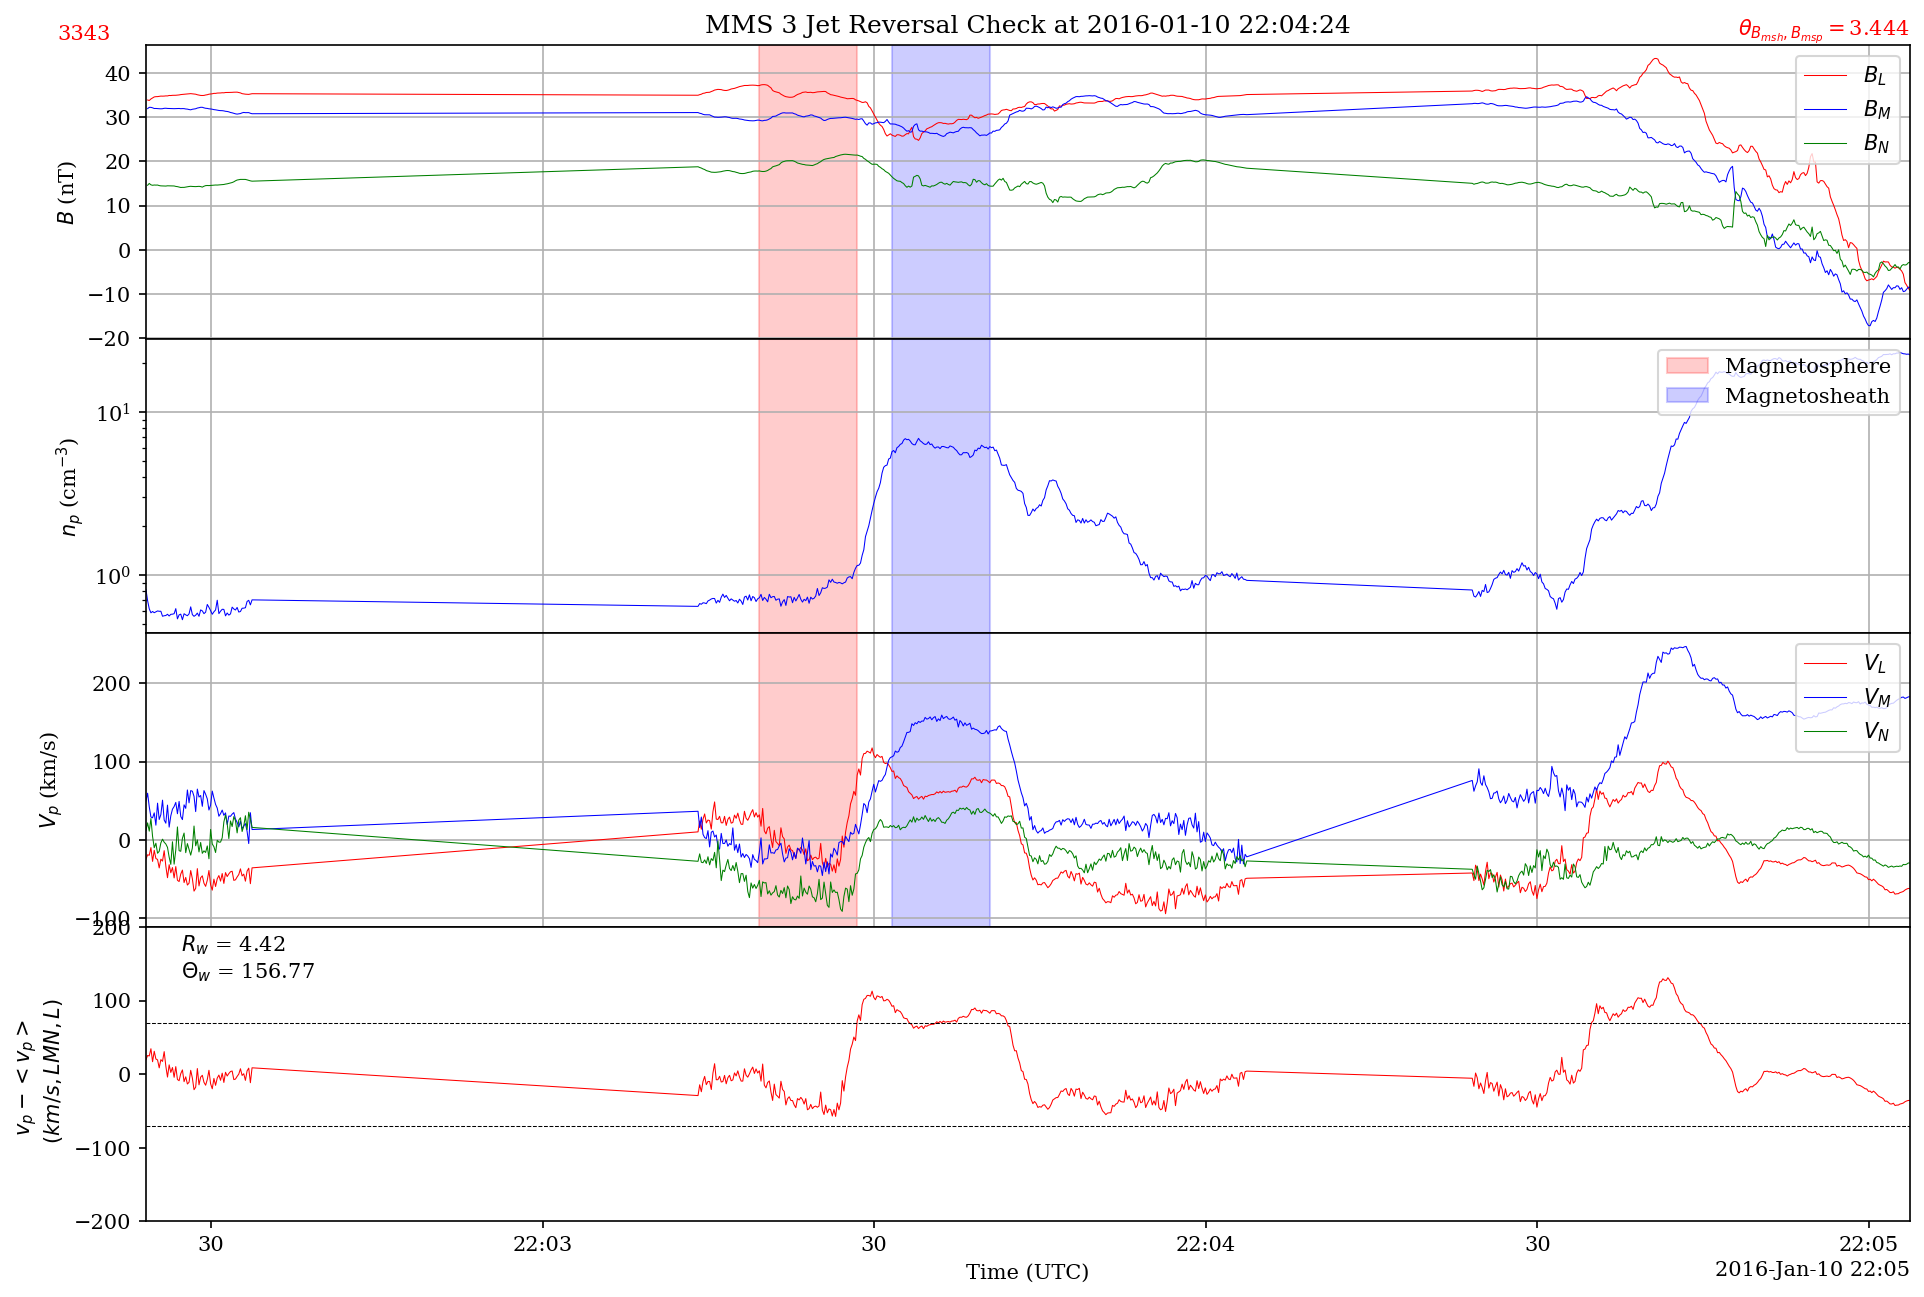 MMS 3 Jet Reversal Check at 2016-01-10 22:04:24
3343
θ_{B_{msh}, B_{msp}} = 3.444
40
30
20
10
0
−10
−20
B (nT)
B_L
B_M
B_N
10^1
10^0
n_p (cm^{−3})
Magnetosphere
Magnetosheath
200
100
0
−100
V_p (km/s)
V_L
V_M
V_N
200
100
0
−100
−200
v_p − < v_p >
(km/s, LMN, L)
R_w = 4.42
Θ_w = 156.77
30
22:03
30
22:04
30
22:05
Time (UTC)
2016-Jan-10 22:05